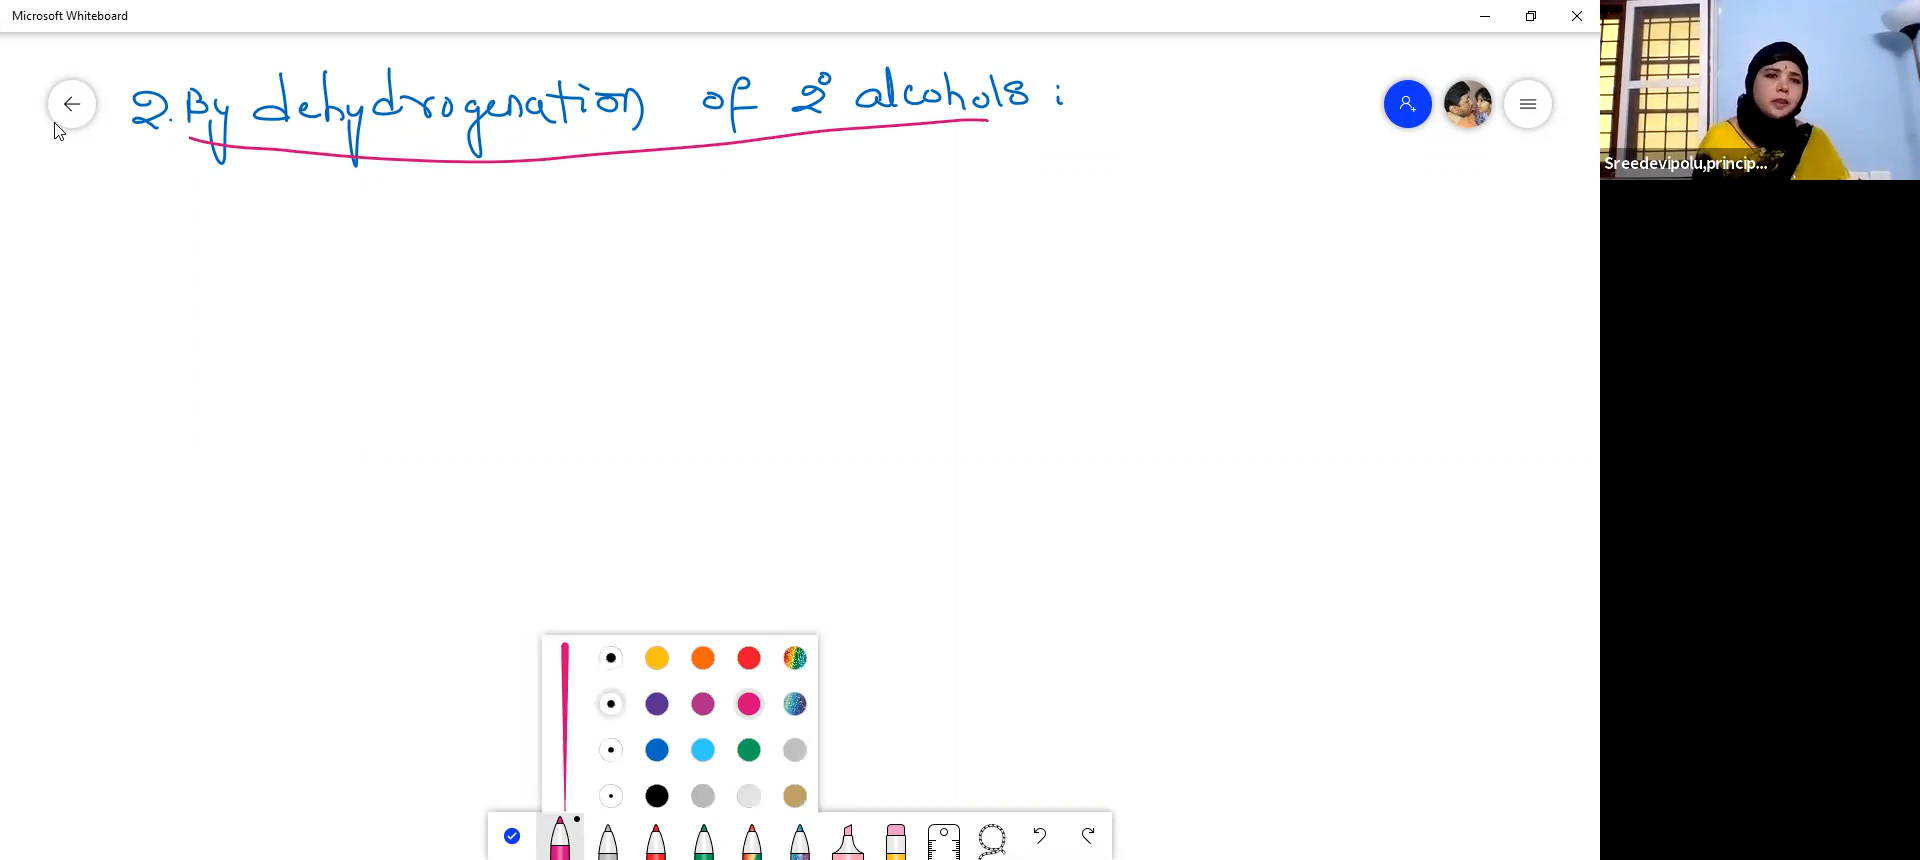 Microsoft Whiteboard
2. By dehydrogenation of 2° alcohols :
Sreedevipolu,princip...